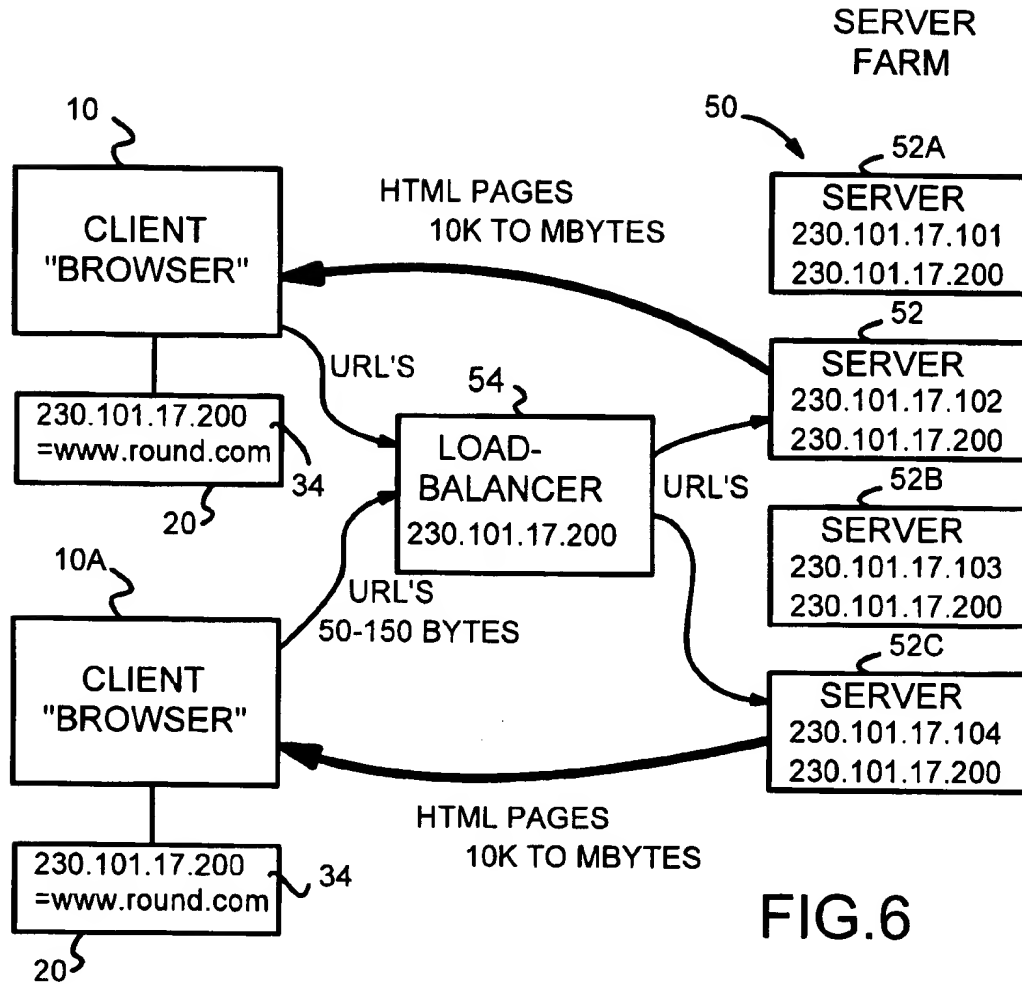 SERVER
FARM
10
50
52A
CLIENT
"BROWSER"
HTML PAGES
10K TO MBYTES
SERVER
230.101.17.101
230.101.17.200
52
URL'S
54
SERVER
230.101.17.102
230.101.17.200
230.101.17.200
=www.round.com
34
20
LOAD-
BALANCER
230.101.17.200
URL'S
52B
SERVER
230.101.17.103
230.101.17.200
10A
URL'S
50-150 BYTES
52C
CLIENT
"BROWSER"
SERVER
230.101.17.104
230.101.17.200
HTML PAGES
10K TO MBYTES
230.101.17.200
=www.round.com
34
20
FIG.6